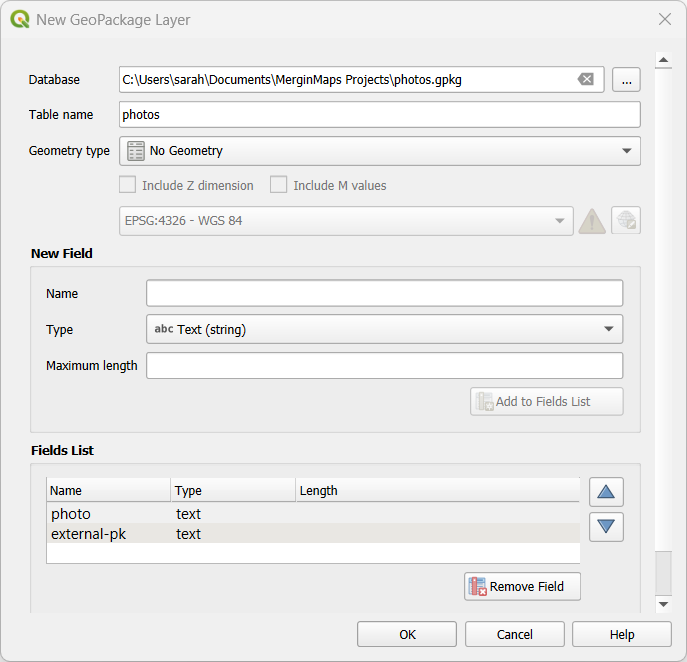 New GeoPackage Layer
Database C:\Users\sarah\Documents\MerginMaps Projects\photos.gpkg ...
Table name photos
Geometry type No Geometry
Include Z dimension Include M values
EPSG:4326 - WGS 84
New Field
Name
Type abc Text (string)
Maximum length
Add to Fields List
Fields List
Name Type Length
photo text
external-pk text
Remove Field
OK Cancel Help